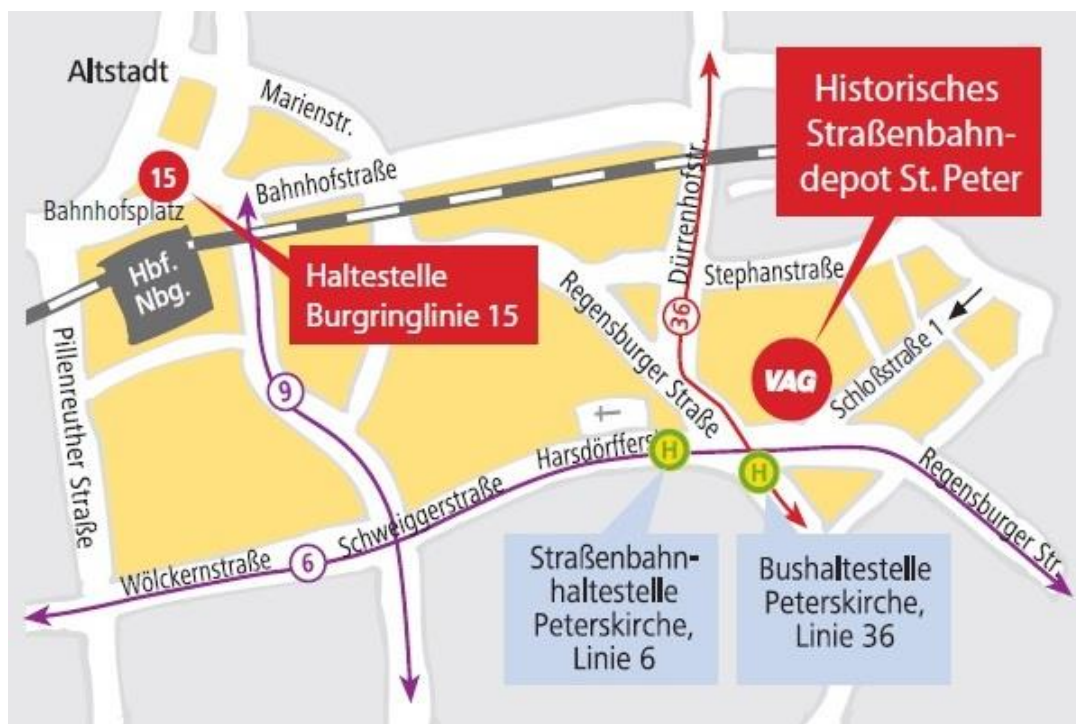 Altstadt
Marienstr.
15
Bahnhofstraße
Bahnhofsplatz
Hbf.
Nbg.
Haltestelle
Burgringlinie 15
Historisches
Straßenbahn-
depot St. Peter
Dürrenhofstr.
Stephanstraße
36
Regensburger Straße
VAG
Schloßstraße 1
Pillenreuther Straße
9
Harsdörffers
H
H
Schweiggerstraße
Wölckernstraße
6
Regensburger Str.
Straßenbahn-
haltestelle
Peterskirche,
Linie 6
Bushaltestelle
Peterskirche,
Linie 36